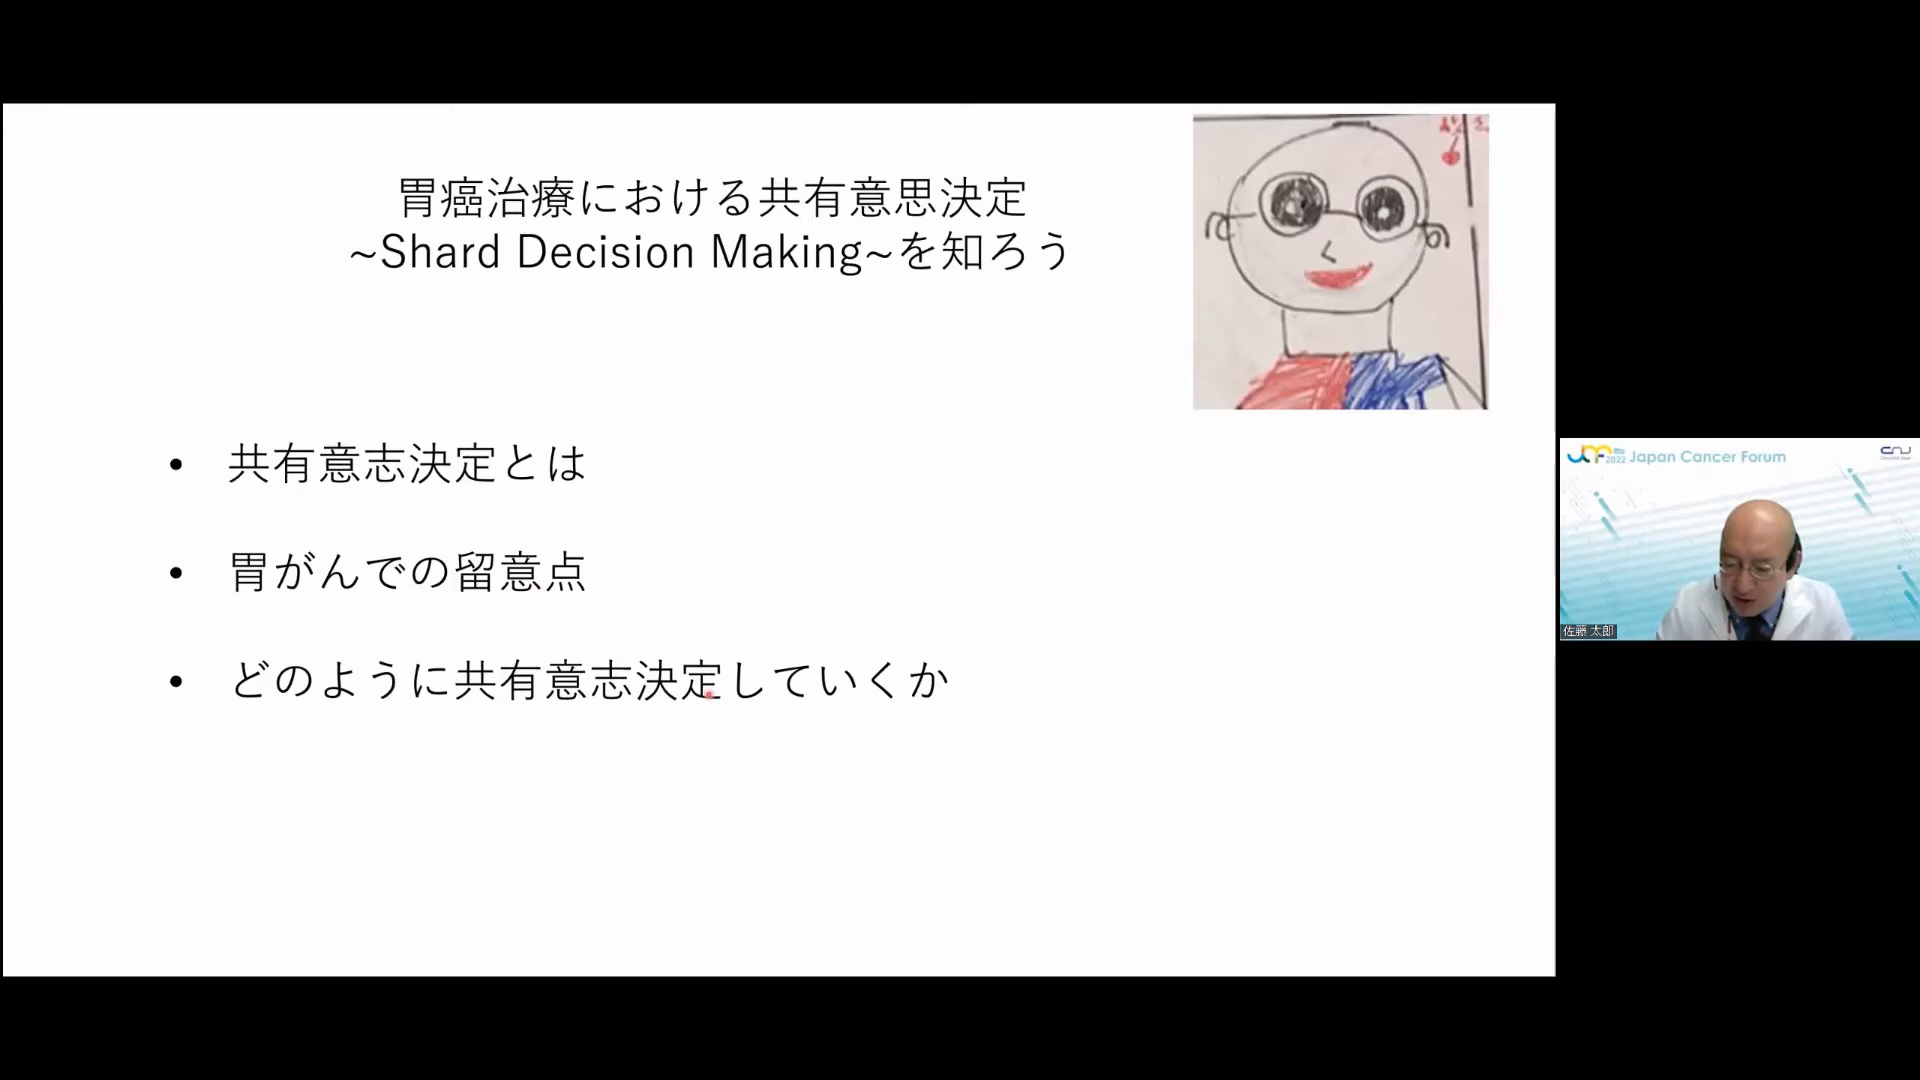 胃癌治療における共有意思決定
~Shard Decision Making~を知ろう
• 共有意志決定とは
• 胃がんでの留意点
• どのように共有意志決定していくか
2022 Japan Cancer Forum
佐藤 太郎